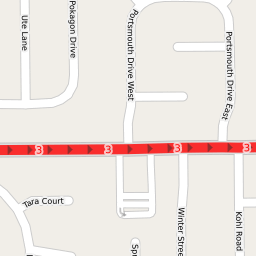 Ute Lane
Pokagon Drive
Portsmouth Drive West
Portsmouth Drive East
3
3
3
3
Tara Court
Winter Stree
Kohl Road